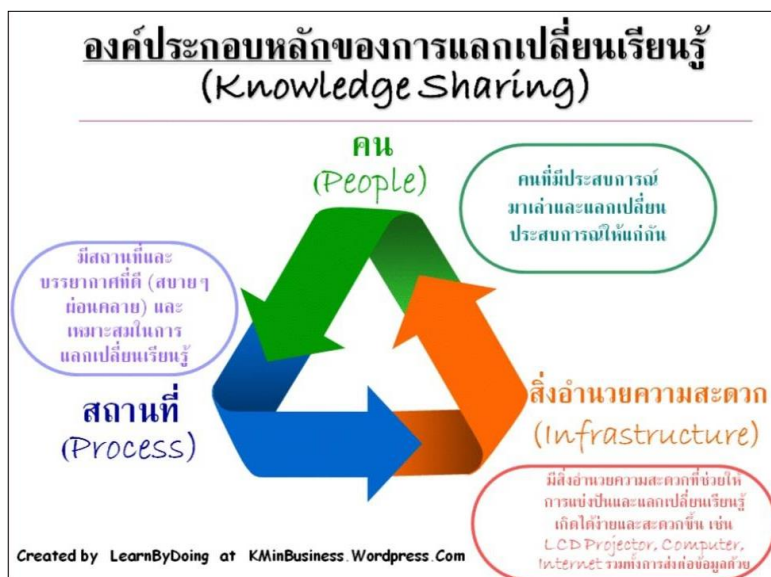 องค์ประกอบหลักของการแลกเปลี่ยนเรียนรู้
(Knowledge Sharing)
คน
(People)
คนที่มีประสบการณ์
มาเล่าและแลกเปลี่ยน
ประสบการณ์ให้แก่กัน
มีสถานที่และ
บรรยากาศที่ดี (สบายๆ
ผ่อนคลาย) และ
เหมาะสมในการ
แลกเปลี่ยนเรียนรู้
สถานที่
(Process)
สิ่งอำนวยความสะดวก
(Infrastructure)
มีสิ่งอำนวยความสะดวกที่ช่วยให้
การแบ่งปันและแลกเปลี่ยนเรียนรู้
เกิดได้ง่ายและสะดวกขึ้น เช่น
LCD Projector, Computer,
Internet รวมทั้งการส่งต่อข้อมูลด้วย
Created by LearnByDoing at KMinBusiness.Wordpress.Com